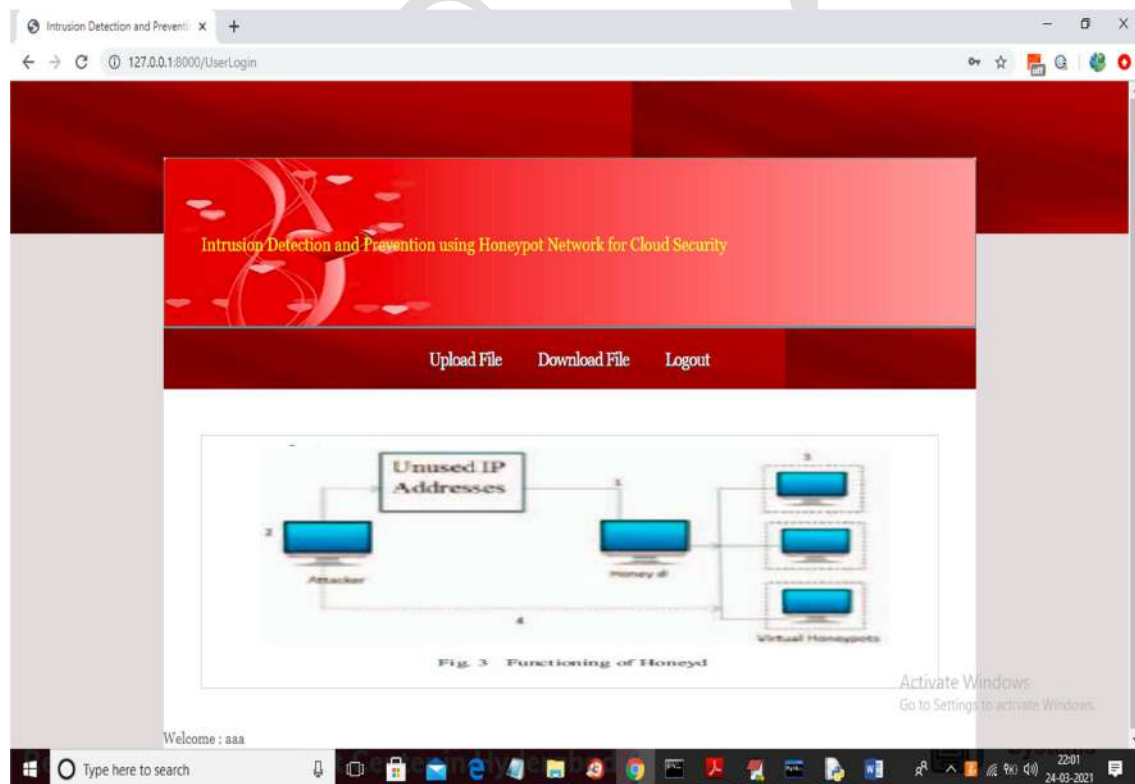 Intrusion Detection and Preventi
127.0.0.1:8000/UserLogin
off
Intrusion Detection and Prevention using Honeypot Network for Cloud Security
Upload File Download File Logout
Unused IP
Addresses
1
3
2
Attacker
Honey d
4
Virtual Honeypots
Fig. 3 Functioning of Honeyd
Activate Windows
Go to Settings to activate Windows.
Welcome : aaa
Type here to search
22:01
24-03-2021